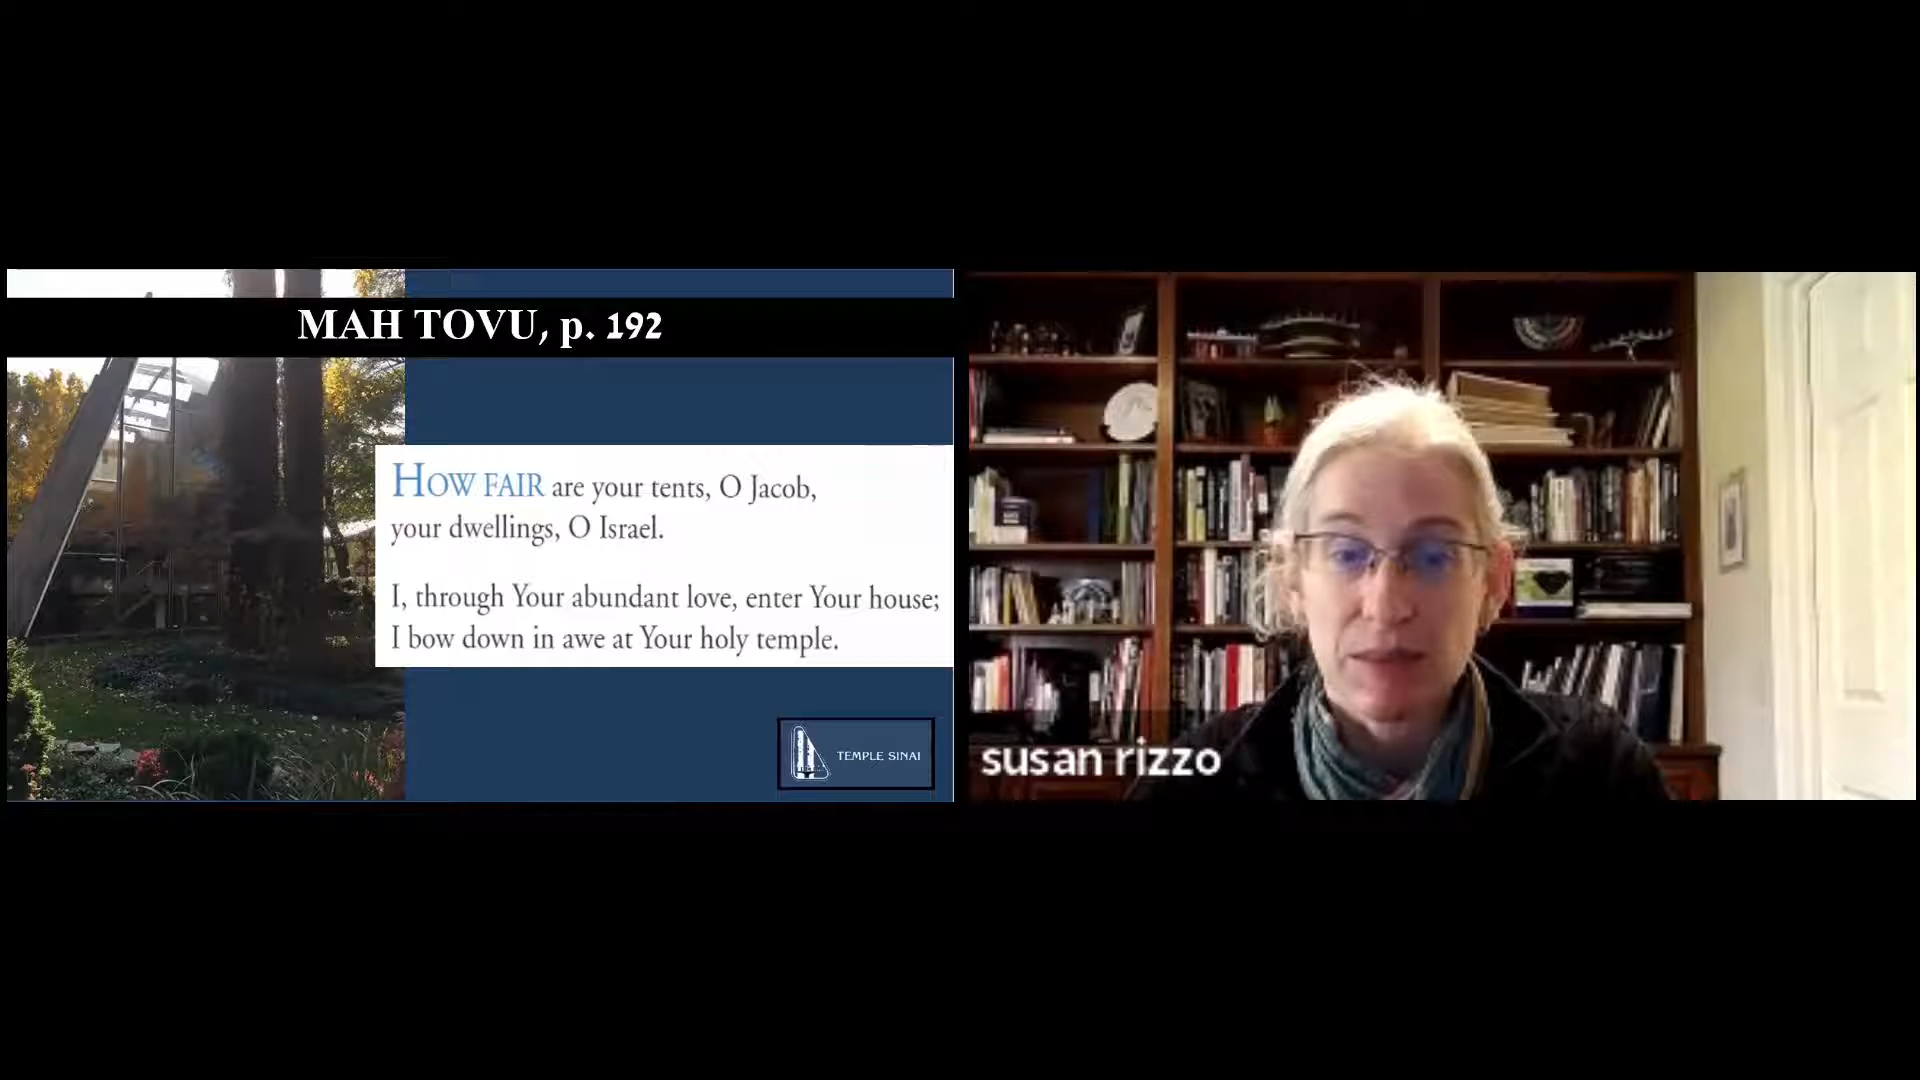 MAH TOVU, p. 192
HOW FAIR are your tents, O Jacob,
your dwellings, O Israel.
I, through Your abundant love, enter Your house;
I bow down in awe at Your holy temple.
TEMPLE SINAI
susan rizzo